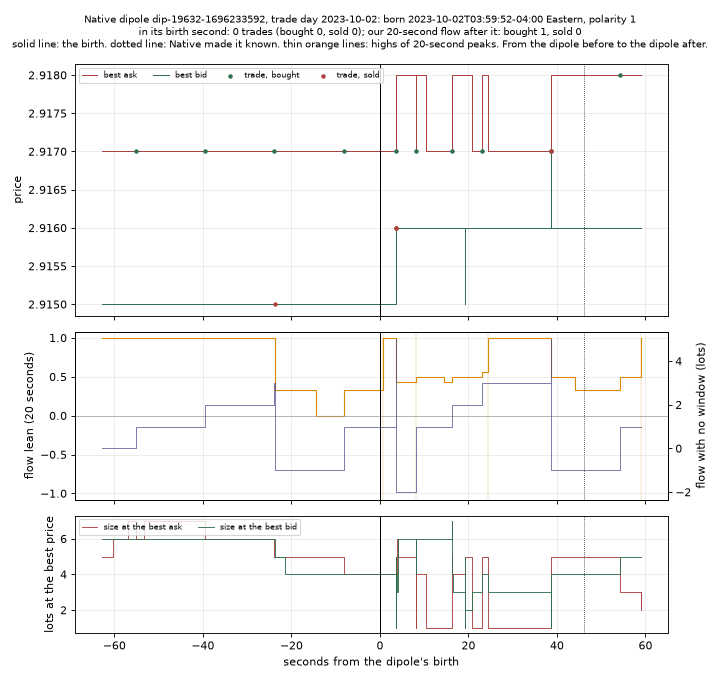 Native dipole dip-19632-1696233592, trade day 2023-10-02: born 2023-10-02T03:59:52-04:00 Eastern, polarity 1
in its birth second: 0 trades (bought 0, sold 0); our 20-second flow after it: bought 1, sold 0
solid line: the birth. dotted line: Native made it known. thin orange lines: highs of 20-second peaks. From the dipole before to the dipole after.
best ask
best bid
trade, bought
trade, sold
2.9180
2.9175
2.9170
2.9165
2.9160
2.9155
2.9150
price
1.0
0.5
0.0
−0.5
−1.0
flow lean (20 seconds)
4
2
0
−2
flow with no window (lots)
size at the best ask
size at the best bid
6
4
2
lots at the best price
−60
−40
−20
0
20
40
60
seconds from the dipole's birth